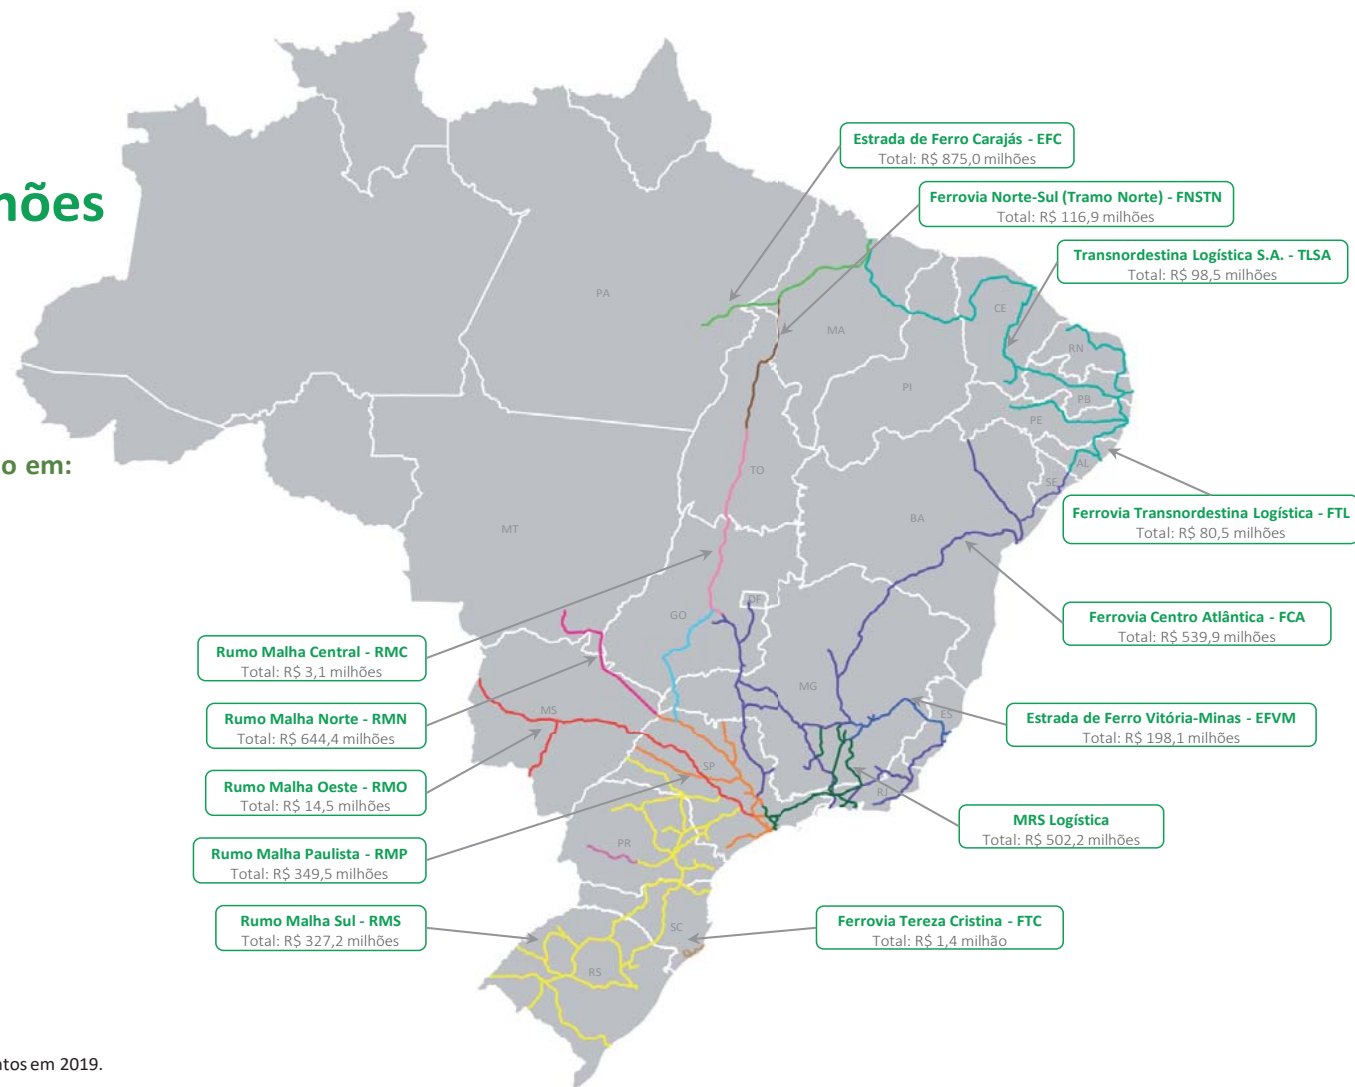 Estrada de Ferro Carajás - EFC
Total: R$ 875,0 milhões
Ferrovia Norte-Sul (Tramo Norte) - FNSTN
Total: R$ 116,9 milhões
hões
Transnordestina Logística S.A. - TLSA
Total: R$ 98,5 milhões
PA
CE
MA
RN
PI
PB
PE
o em:
TO
AL
SE
Ferrovia Transnordestina Logística - FTL
Total: R$ 80,5 milhões
BA
MT
DF
GO
Ferrovia Centro Atlântica - FCA
Total: R$ 539,9 milhões
Rumo Malha Central - RMC
Total: R$ 3,1 milhões
MG
MS
ES
Rumo Malha Norte - RMN
Total: R$ 644,4 milhões
Estrada de Ferro Vitória-Minas - EFVM
Total: R$ 198,1 milhões
SP
Rumo Malha Oeste - RMO
Total: R$ 14,5 milhões
RJ
MRS Logística
Total: R$ 502,2 milhões
PR
Rumo Malha Paulista - RMP
Total: R$ 349,5 milhões
Rumo Malha Sul - RMS
Total: R$ 327,2 milhões
SC
Ferrovia Tereza Cristina - FTC
Total: R$ 1,4 milhão
RS
ntos em 2019.